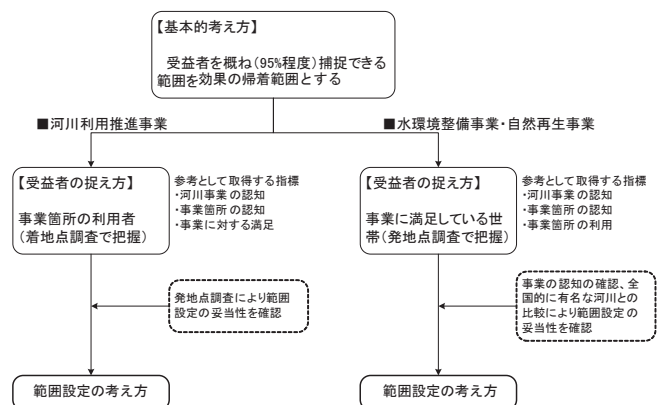 【基本的考え方】
受益者を概ね(95%程度)捕捉できる
範囲を効果の帰着範囲とする
■河川利用推進事業
■水環境整備事業・自然再生事業
【受益者の捉え方】
事業箇所の利用者
(着地点調査で把握)
参考として取得する指標
・河川事業の認知
・事業箇所の認知
・事業に対する満足
【受益者の捉え方】
事業に満足している世
帯(発地点調査で把握)
参考として取得する指標
・河川事業の認知
・事業箇所の認知
・事業箇所の利用
発地点調査により範囲
設定の妥当性を確認
事業の認知の確認、全
国的に有名な河川との
比較により範囲設定の
妥当性を確認
範囲設定の考え方
範囲設定の考え方